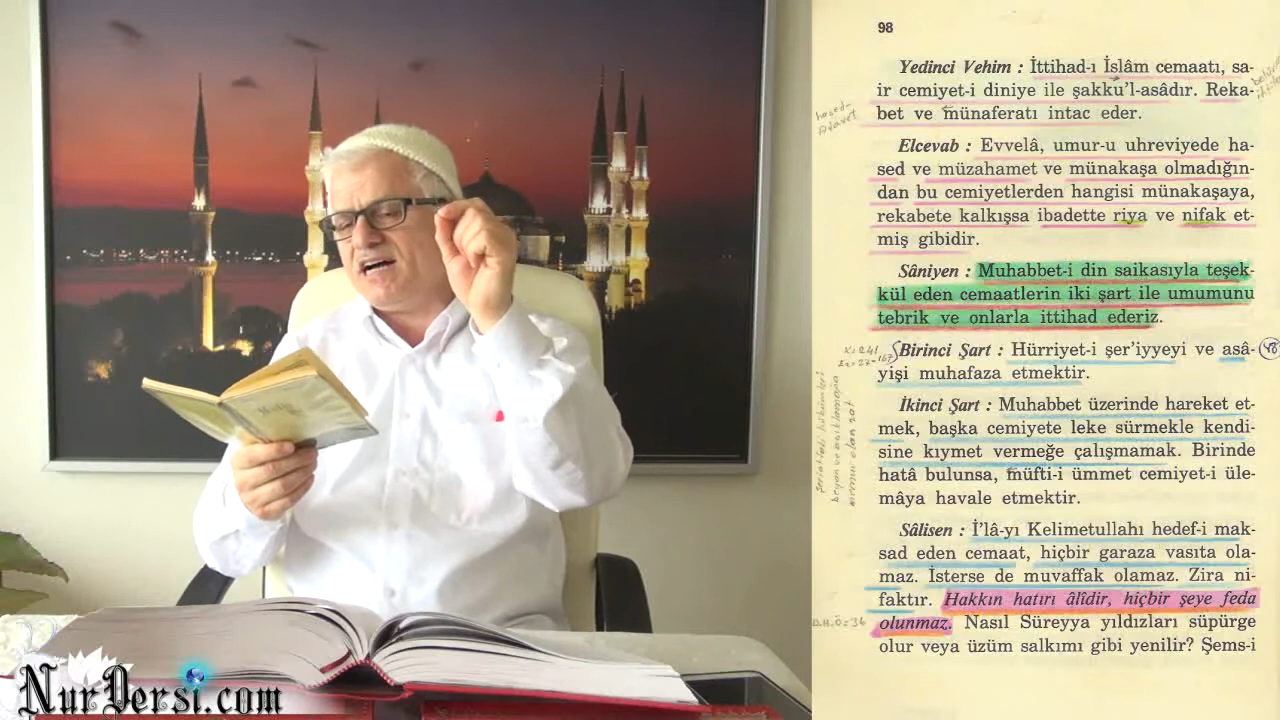 98
Yedinci Vehim : İttihad-ı İslâm cemaatı, sa-
ir cemiyet-i diniye ile şakku'l-asâdır. Reka-
bet ve münaferatı intac eder.
Elcevab : Evvelâ, umur-u uhreviyede ha-
sed ve müzahamet ve münakaşa olmadığın-
dan bu cemiyetlerden hangisi münakaşaya,
rekabete kalkışsa ibadette riya ve nifak et-
miş gibidir.
Sâniyen : Muhabbet-i din saikasıyla teşek-
kül eden cemaatlerin iki şart ile umumunu
tebrik ve onlarla ittihad ederiz.
Birinci Şart : Hürriyet-i şer'iyyeyi ve asâ-
yişi muhafaza etmektir.
İkinci Şart : Muhabbet üzerinde hareket et-
mek, başka cemiyete leke sürmekle kendi-
sine kıymet vermeğe çalışmamak. Birinde
hatâ bulunsa, müfti-i ümmet cemiyet-i üle-
mâya havale etmektir.
Sâlisen : İ'lâ-yı Kelimetullahı hedef-i mak-
sad eden cemaat, hiçbir garaza vasıta ola-
maz. İsterse de muvaffak olamaz. Zira ni-
faktır. Hakkın hatırı âlîdir, hiçbir şeye feda
olunmaz. Nasıl Süreyya yıldızları süpürge
olur veya üzüm salkımı gibi yenilir? Şems-i
NurDersi.com